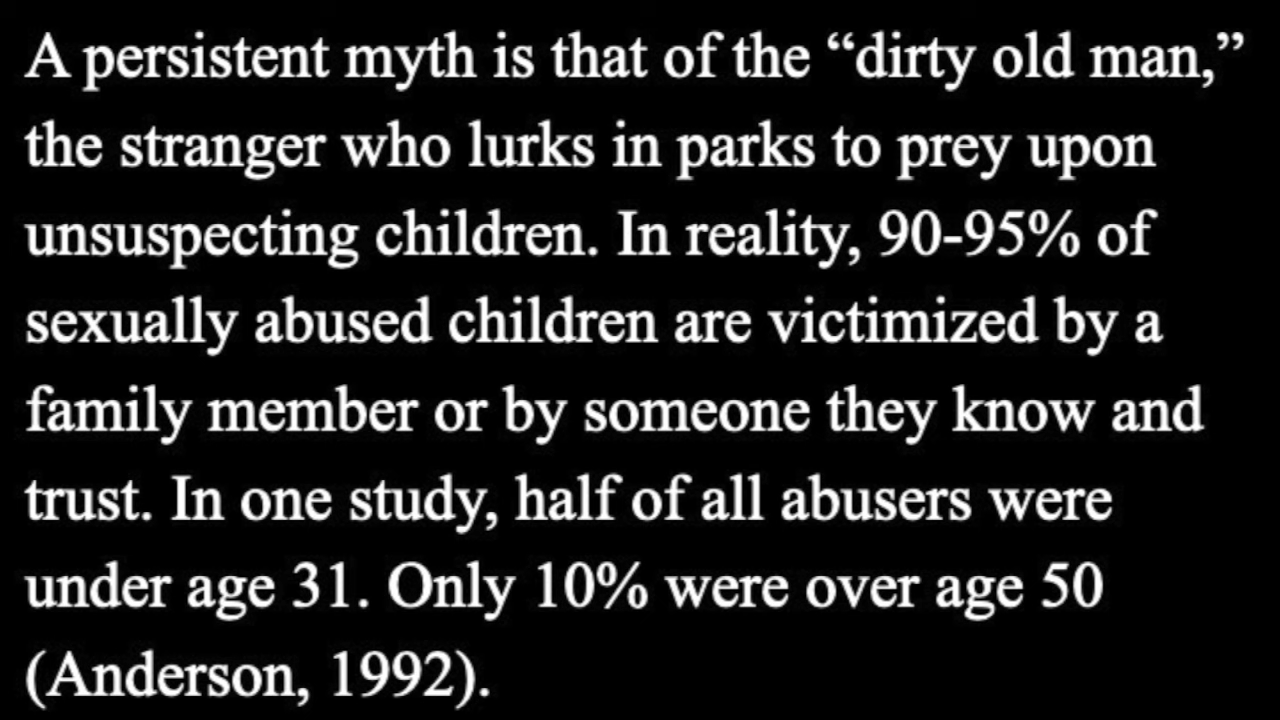 A persistent myth is that of the “dirty old man,”
the stranger who lurks in parks to prey upon
unsuspecting children. In reality, 90-95% of
sexually abused children are victimized by a
family member or by someone they know and
trust. In one study, half of all abusers were
under age 31. Only 10% were over age 50
(Anderson, 1992).